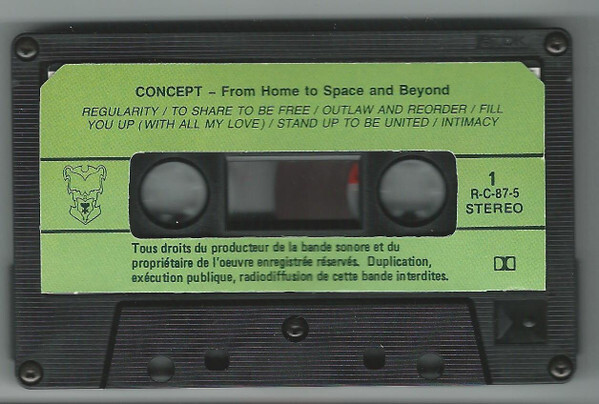 TDK
CONCEPT – From Home to Space and Beyond
REGULARITY / TO SHARE TO BE FREE / OUTLAW AND REORDER / FILL
YOU UP (WITH ALL MY LOVE) / STAND UP TO BE UNITED / INTIMACY
1
R-C-87-5
STEREO
Tous droits du producteur de la bande sonore et du
propriétaire de l'oeuvre enregistrée réservés. Duplication,
exécution publique, radiodiffusion de cette bande interdites.